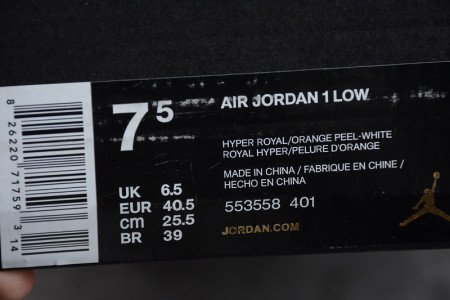 8 26220 71759 3 14
7 5
AIR JORDAN 1 LOW
HYPER ROYAL/ORANGE PEEL-WHITE
ROYAL HYPER/PELURE D'ORANGE
MADE IN CHINA / FABRIQUE EN CHINE /
HECHO EN CHINA
UK 6.5
EUR 40.5
cm 25.5
BR 39
553558 401
JORDAN.COM